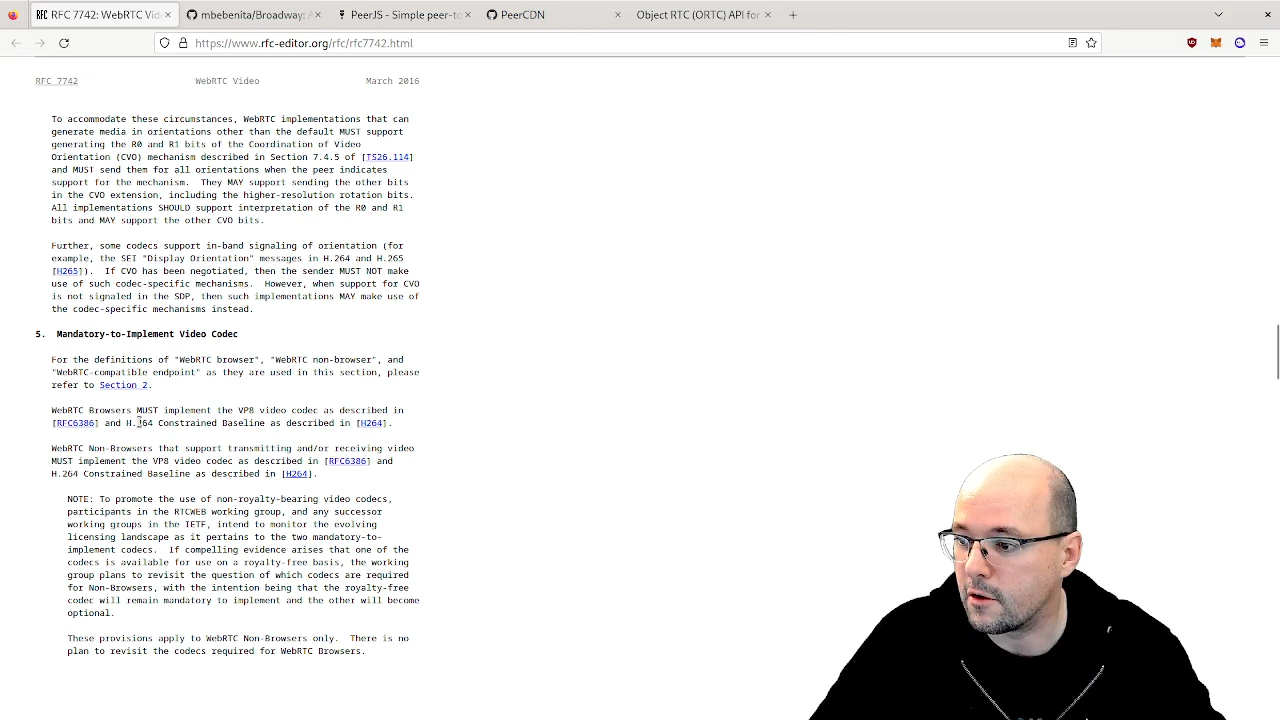 RFC 7742: WebRTC Vid
mbebenita/Broadway: A
PeerJS - Simple peer-to
PeerCDN
Object RTC (ORTC) API for
https://www.rfc-editor.org/rfc/rfc7742.html
RFC 7742 WebRTC Video March 2016
To accommodate these circumstances, WebRTC implementations that can
generate media in orientations other than the default MUST support
generating the R0 and R1 bits of the Coordination of Video
Orientation (CVO) mechanism described in Section 7.4.5 of [TS26.114]
and MUST send them for all orientations when the peer indicates
support for the mechanism. They MAY support sending the other bits
in the CVO extension, including the higher-resolution rotation bits.
All implementations SHOULD support interpretation of the R0 and R1
bits and MAY support the other CVO bits.
Further, some codecs support in-band signaling of orientation (for
example, the SEI "Display Orientation" messages in H.264 and H.265
[H265]). If CVO has been negotiated, then the sender MUST NOT make
use of such codec-specific mechanisms. However, when support for CVO
is not signaled in the SDP, then such implementations MAY make use of
the codec-specific mechanisms instead.
5. Mandatory-to-Implement Video Codec
For the definitions of "WebRTC browser", "WebRTC non-browser", and
"WebRTC-compatible endpoint" as they are used in this section, please
refer to Section 2.
WebRTC Browsers MUST implement the VP8 video codec as described in
[RFC6386] and H.264 Constrained Baseline as described in [H264].
WebRTC Non-Browsers that support transmitting and/or receiving video
MUST implement the VP8 video codec as described in [RFC6386] and
H.264 Constrained Baseline as described in [H264].
NOTE: To promote the use of non-royalty-bearing video codecs,
participants in the RTCWEB working group, and any successor
working groups in the IETF, intend to monitor the evolving
licensing landscape as it pertains to the two mandatory-to-
implement codecs. If compelling evidence arises that one of the
codecs is available for use on a royalty-free basis, the working
group plans to revisit the question of which codecs are required
for Non-Browsers, with the intention being that the royalty-free
codec will remain mandatory to implement and the other will become
optional.
These provisions apply to WebRTC Non-Browsers only. There is no
plan to revisit the codecs required for WebRTC Browsers.